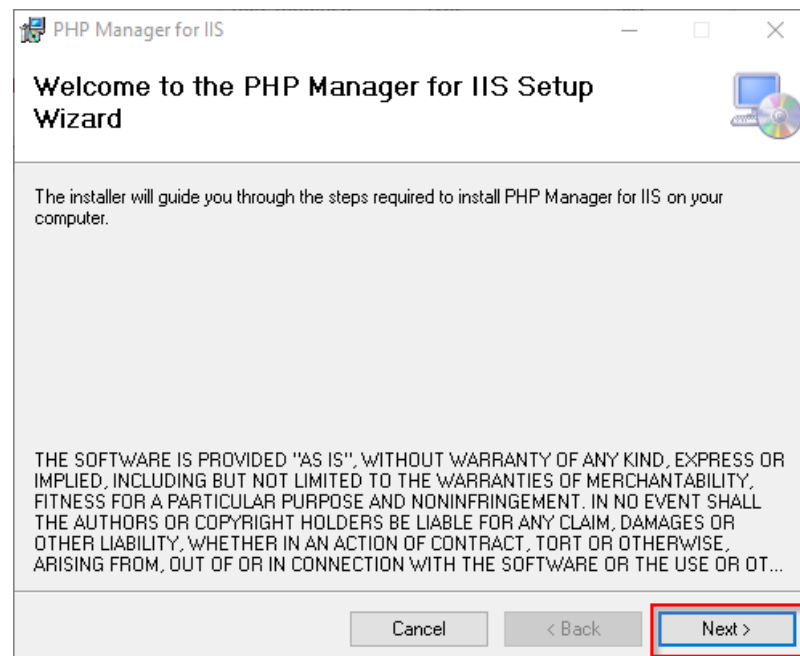 PHP Manager for IIS
Welcome to the PHP Manager for IIS Setup
Wizard
The installer will guide you through the steps required to install PHP Manager for IIS on your
computer.
THE SOFTWARE IS PROVIDED "AS IS", WITHOUT WARRANTY OF ANY KIND, EXPRESS OR
IMPLIED, INCLUDING BUT NOT LIMITED TO THE WARRANTIES OF MERCHANTABILITY,
FITNESS FOR A PARTICULAR PURPOSE AND NONINFRINGEMENT. IN NO EVENT SHALL
THE AUTHORS OR COPYRIGHT HOLDERS BE LIABLE FOR ANY CLAIM, DAMAGES OR
OTHER LIABILITY, WHETHER IN AN ACTION OF CONTRACT, TORT OR OTHERWISE,
ARISING FROM, OUT OF OR IN CONNECTION WITH THE SOFTWARE OR THE USE OR OT...
Cancel < Back Next >